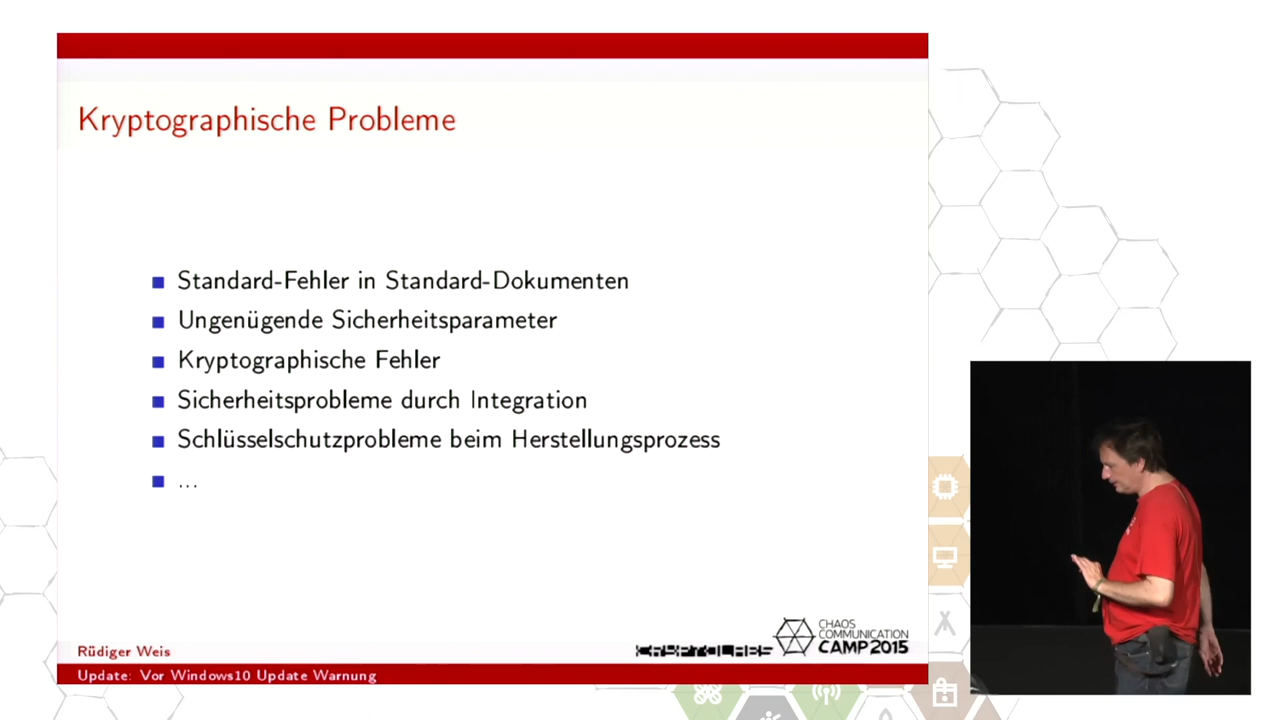 Kryptographische Probleme
Standard-Fehler in Standard-Dokumenten
Ungenügende Sicherheitsparameter
Kryptographische Fehler
Sicherheitsprobleme durch Integration
Schlüsselschutzprobleme beim Herstellungsprozess
...
Rüdiger Weis
CRYPTOLABS
CHAOS
COMMUNICATION
CAMP 2015
Update: Vor Windows10 Update Warnung